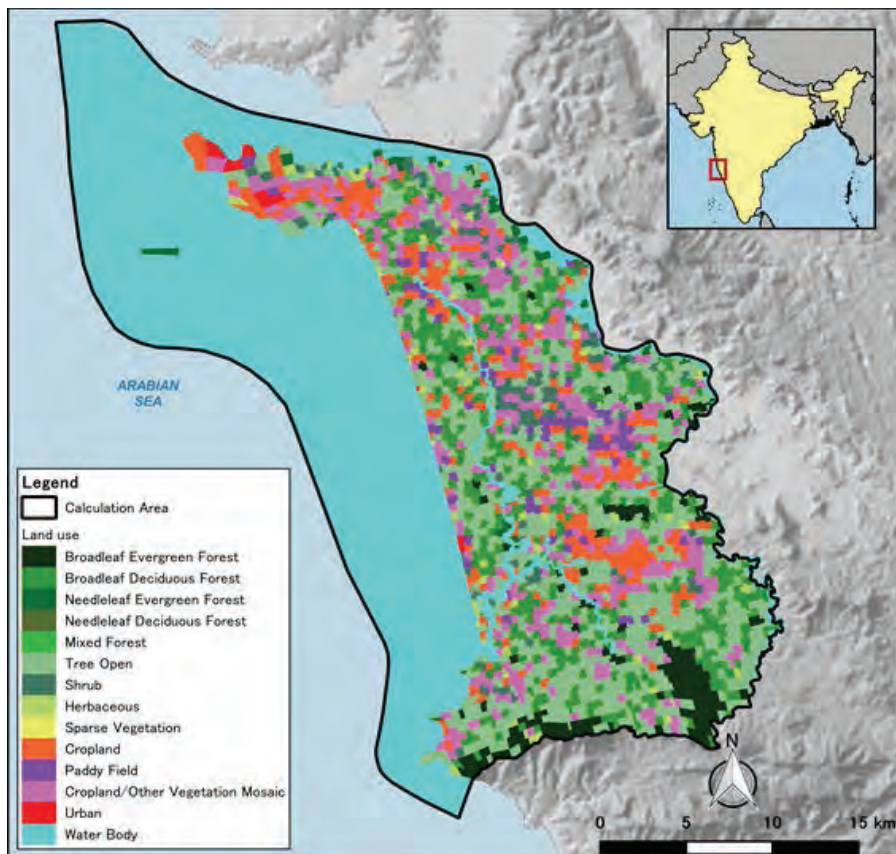 ARABIAN
SEA
Legend
Calculation Area
Land use
Broadleaf Evergreen Forest
Broadleaf Deciduous Forest
Needleleaf Evergreen Forest
Needleleaf Deciduous Forest
Mixed Forest
Tree Open
Shrub
Herbaceous
Sparse Vegetation
Cropland
Paddy Field
Cropland/Other Vegetation Mosaic
Urban
Water Body
N
0 5 10 15 km